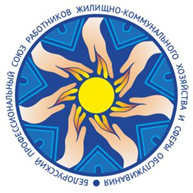 БЕЛОРУССКИЙ ПРОФЕССИОНАЛЬНЫЙ СОЮЗ РАБОТНИКОВ ЖИЛИЩНО-КОММУНАЛЬНОГО ХОЗЯЙСТВА И СФЕРЫ ОБСЛУЖИВАНИЯ